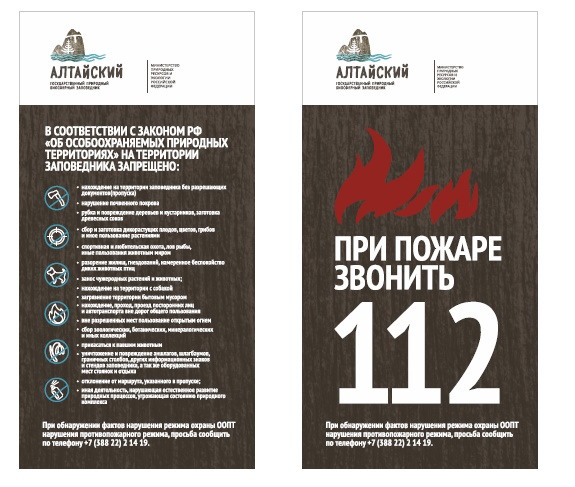 АЛТАЙСКИЙ
ГОСУДАРСТВЕННЫЙ ПРИРОДНЫЙ
БИОСФЕРНЫЙ ЗАПОВЕДНИК
МИНИСТЕРСТВО
ПРИРОДНЫХ
РЕСУРСОВ И
ЭКОЛОГИИ
РОССИЙСКОЙ
ФЕДЕРАЦИИ
В СООТВЕТСТВИИ С ЗАКОНОМ РФ
«ОБ ОСОБООХРАНЯЕМЫХ ПРИРОДНЫХ
ТЕРРИТОРИЯХ» НА ТЕРРИТОРИИ
ЗАПОВЕДНИКА ЗАПРЕЩЕНО:
• нахождение на территории заповедника без разрешающих
документов(пропуска)
• нарушение почвенного покрова
• рубка и повреждение деревьев и кустарников, заготовка
древесных соков
• сбор и заготовка дикорастущих плодов, цветов, грибов
и иное пользование растениями
• спортивная и любительская охота, лов рыбы,
иные пользования животным миром
• разорение жилищ, гнездований, намеренное беспокойство
диких животных птиц
• занос чужеродных растений и животных;
• нахождение на территории с собакой
• загрязнение территории бытовым мусором
• нахождение, проход, проезд посторонних лиц
и автотранспорта вне дорог общего пользования
• вне разрешенных мест пользование открытым огнем
• сбор зоологических, ботанических, минералогических
и иных коллекций
• прикасаться к павшим животным
• уничтожение и повреждение аншлагов, шлагбаумов,
граничных столбов, других информационных знаков
и стендов заповедника, а так же оборудованных
мест стоянок и отдыха
• отклонение от маршрута, указанного в пропуске;
• иная деятельность, нарушающая естественное развитие
природных процессов, угрожающая состоянию природного
комплекса
При обнаружении фактов нарушения режима охраны ООПТ
нарушения противопожарного режима, просьба сообщить
по телефону +7 (388 22) 2 14 19.
АЛТАЙСКИЙ
ГОСУДАРСТВЕННЫЙ ПРИРОДНЫЙ
БИОСФЕРНЫЙ ЗАПОВЕДНИК
МИНИСТЕРСТВО
ПРИРОДНЫХ
РЕСУРСОВ И
ЭКОЛОГИИ
РОССИЙСКОЙ
ФЕДЕРАЦИИ
ПРИ ПОЖАРЕ
ЗВОНИТЬ
112
При обнаружении фактов нарушения режима охраны ООПТ
нарушения противопожарного режима, просьба сообщить
по телефону +7 (388 22) 2 14 19.